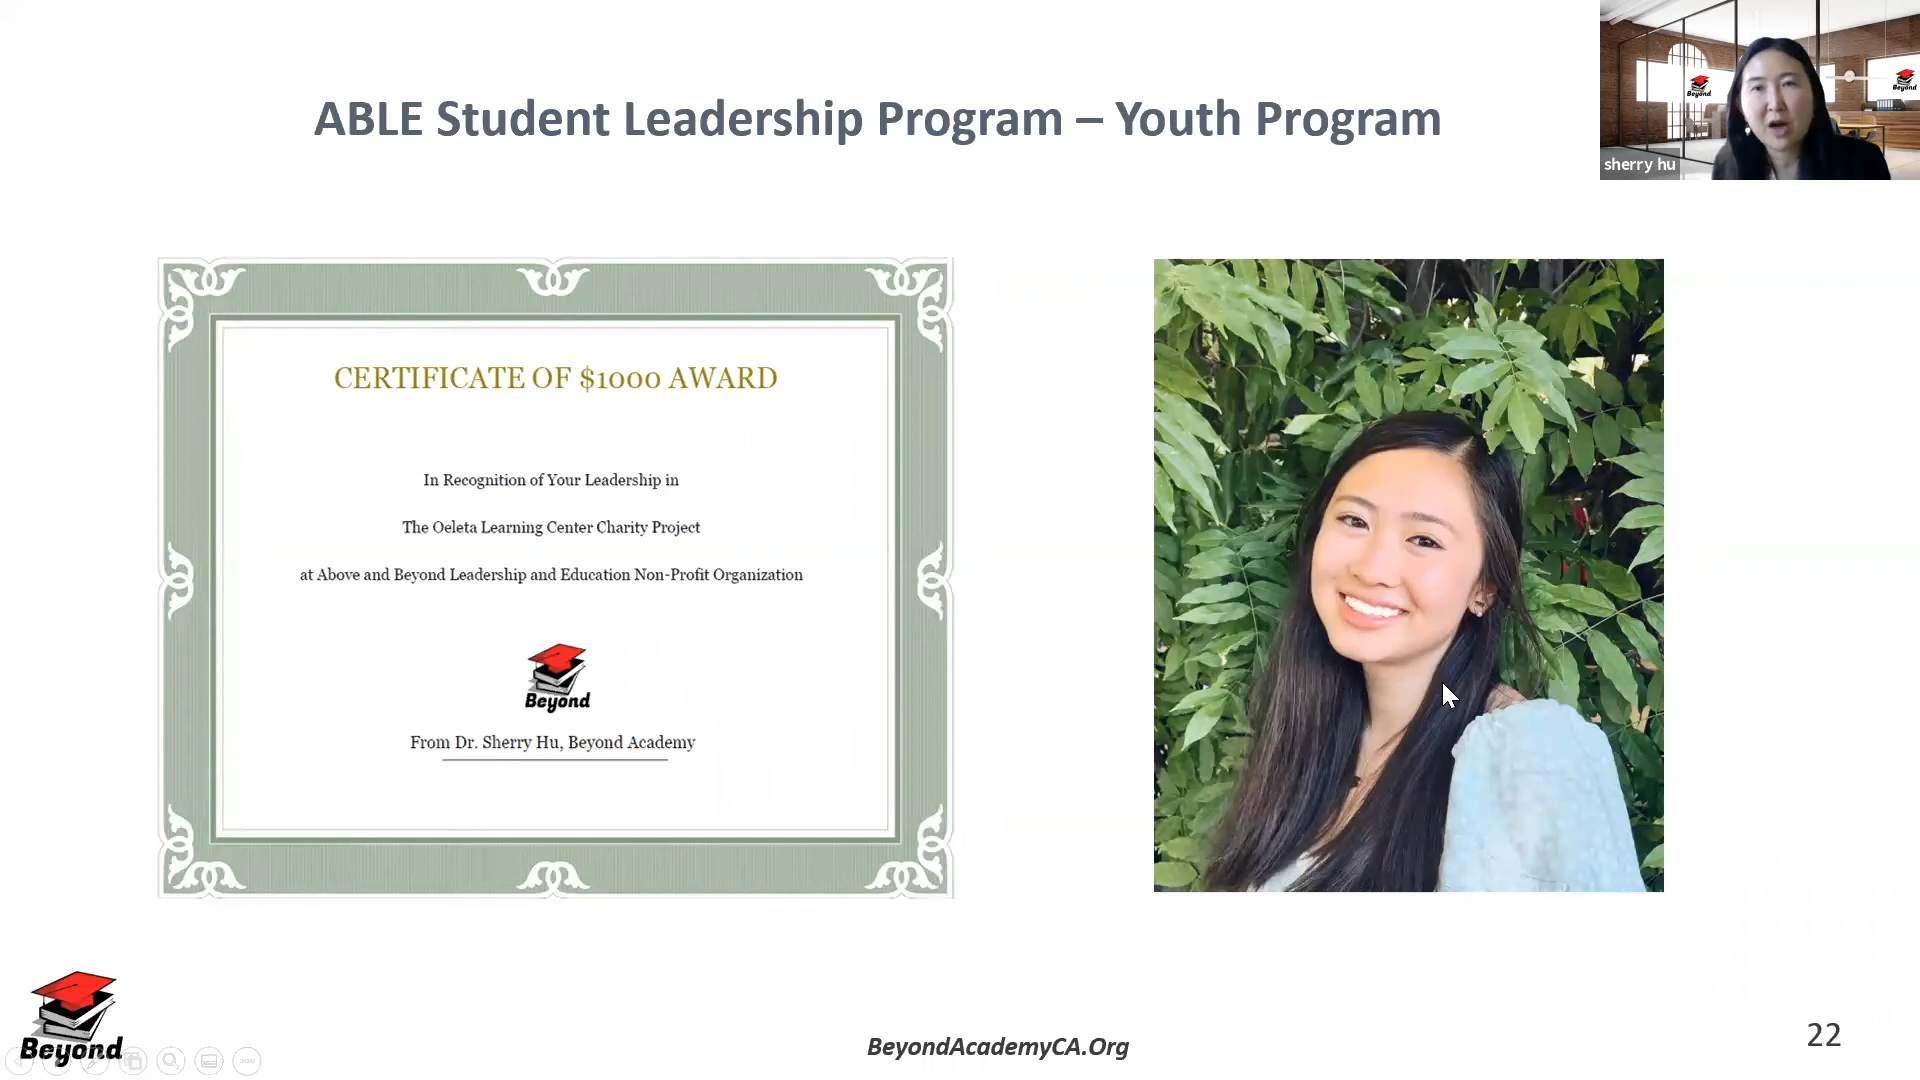 ABLE Student Leadership Program – Youth Program
Beyond
Beyond
sherry hu
CERTIFICATE OF $1000 AWARD
In Recognition of Your Leadership in
The Oeleta Learning Center Charity Project
at Above and Beyond Leadership and Education Non-Profit Organization
Beyond
From Dr. Sherry Hu, Beyond Academy
Beyond
BeyondAcademyCA.Org
22